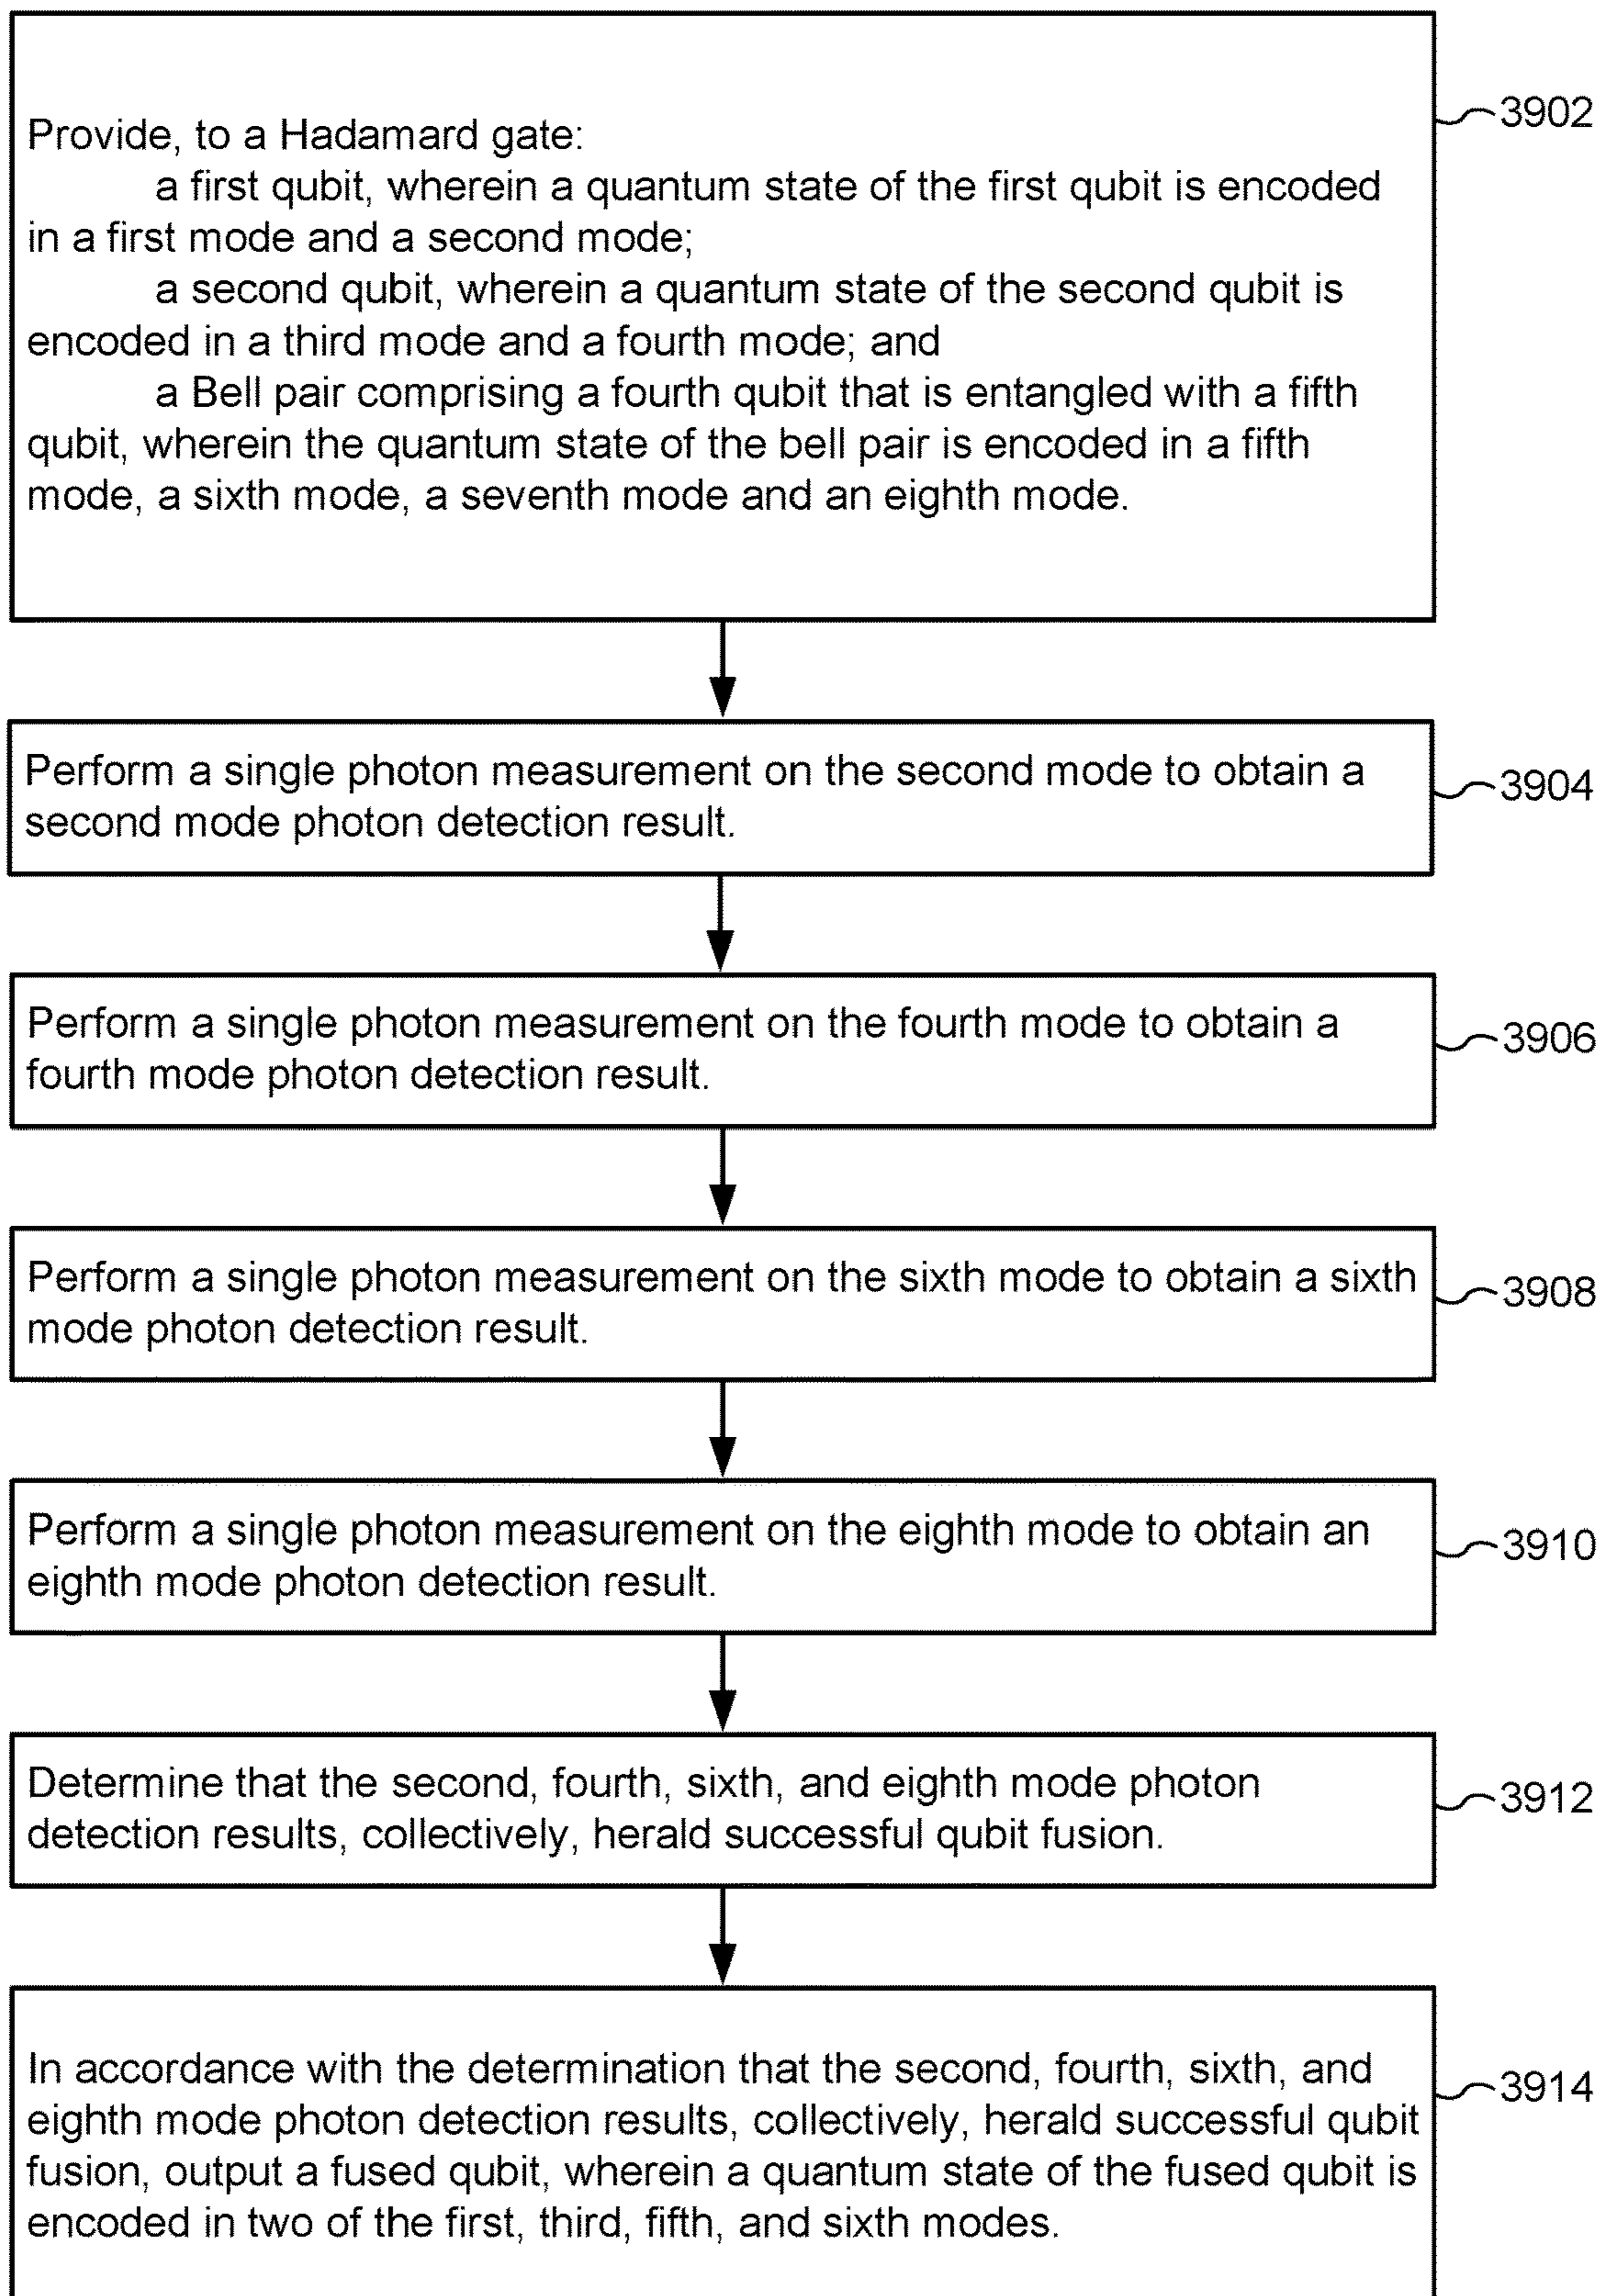 Provide, to a Hadamard gate:
a first qubit, wherein a quantum state of the first qubit is encoded
in a first mode and a second mode;
a second qubit, wherein a quantum state of the second qubit is
encoded in a third mode and a fourth mode; and
a Bell pair comprising a fourth qubit that is entangled with a fifth
qubit, wherein the quantum state of the bell pair is encoded in a fifth
mode, a sixth mode, a seventh mode and an eighth mode.
3902
Perform a single photon measurement on the second mode to obtain a
second mode photon detection result.
3904
Perform a single photon measurement on the fourth mode to obtain a
fourth mode photon detection result.
3906
Perform a single photon measurement on the sixth mode to obtain a sixth
mode photon detection result.
3908
Perform a single photon measurement on the eighth mode to obtain an
eighth mode photon detection result.
3910
Determine that the second, fourth, sixth, and eighth mode photon
detection results, collectively, herald successful qubit fusion.
3912
In accordance with the determination that the second, fourth, sixth, and
eighth mode photon detection results, collectively, herald successful qubit
fusion, output a fused qubit, wherein a quantum state of the fused qubit is
encoded in two of the first, third, fifth, and sixth modes.
3914